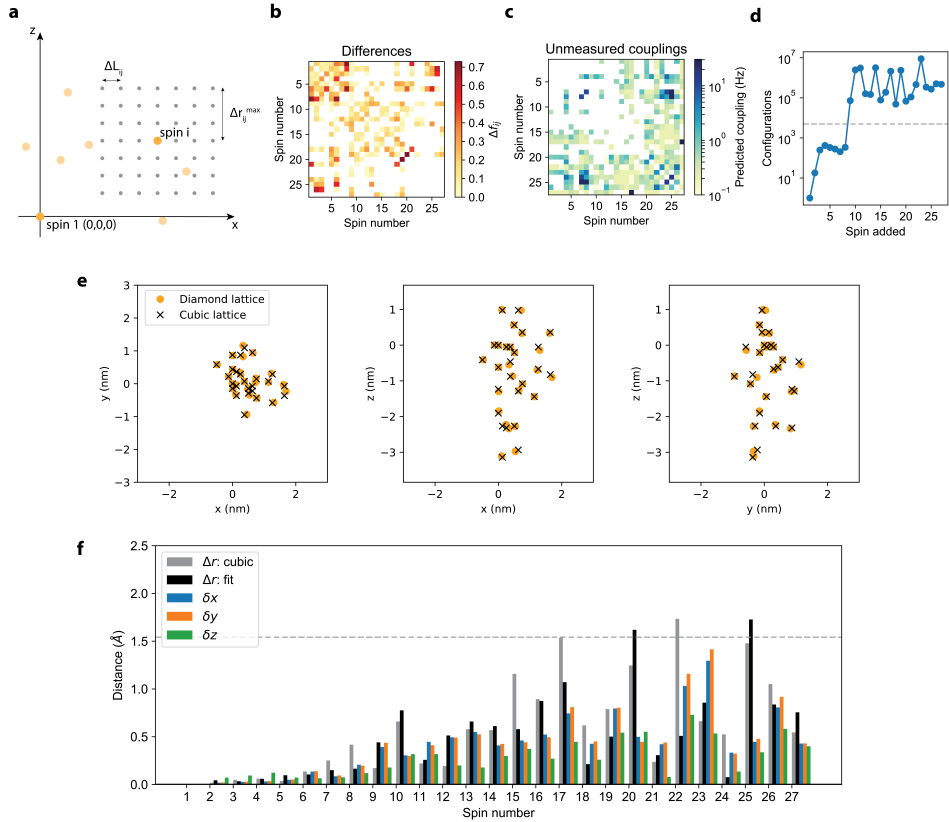 a
z
ΔL_ij
Δr_ij^max
spin i
spin 1 (0,0,0)
x
b
Differences
5
10
15
20
25
Spin number
5 10 15 20 25
Spin number
0.7
0.6
0.5
0.4
0.3
0.2
0.1
0.0
Δf_ij
c
Unmeasured couplings
5
10
15
20
25
Spin number
5 10 15 20 25
Spin number
10^1
10^0
10^−1
Predicted coupling (Hz)
d
10^7
10^5
10^3
10^1
Configurations
0 5 10 15 20 25
Spin added
e
Diamond lattice
Cubic lattice
3
2
1
0
−1
−2
−3
y (nm)
−2 0 2
x (nm)
1
0
−1
−2
−3
z (nm)
−2 0 2
x (nm)
1
0
−1
−2
−3
z (nm)
−2 0 2
y (nm)
f
2.5
2.0
1.5
1.0
0.5
0.0
Distance (Å)
Δr: cubic
Δr: fit
δx
δy
δz
1 2 3 4 5 6 7 8 9 10 11 12 13 14 15 16 17 18 19 20 21 22 23 24 25 26 27
Spin number